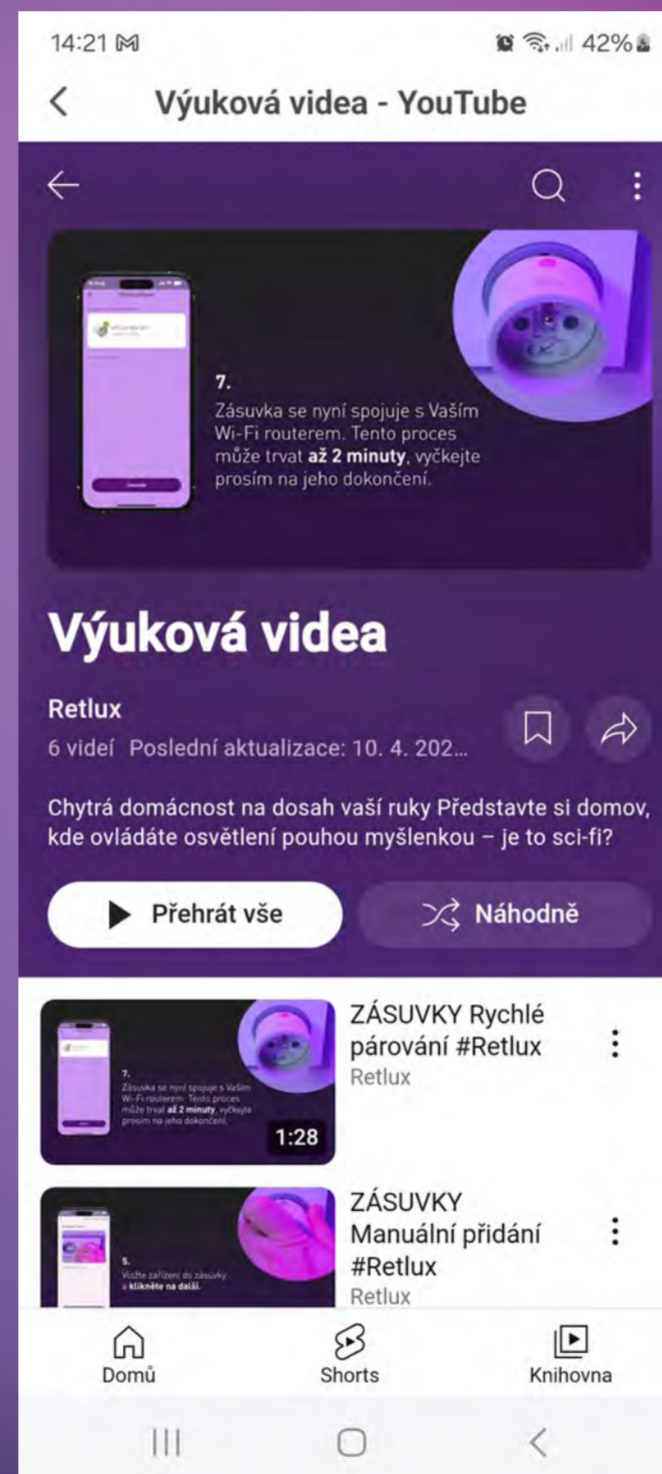 14:21
42%
Výuková videa - YouTube
7.
Zásuvka se nyní spojuje s Vaším
Wi-Fi routerem. Tento proces
může trvat až 2 minuty, vyčkejte
prosím na jeho dokončení.
Výuková videa
Retlux
6 videí Poslední aktualizace: 10. 4. 202...
Chytrá domácnost na dosah vaší ruky Představte si domov,
kde ovládáte osvětlení pouhou myšlenkou – je to sci-fi?
Přehrát vše
Náhodně
ZÁSUVKY Rychlé
párování #Retlux
Retlux
7.
Zásuvka se nyní spojuje s Vaším
Wi-Fi routerem. Tento proces
může trvat až 2 minuty, vyčkejte
prosím na jeho dokončení.
1:28
ZÁSUVKY
Manuální přidání
#Retlux
Retlux
5.
Vložte zařízení do zásuvky
a klikněte na další.
Domů
Shorts
Knihovna